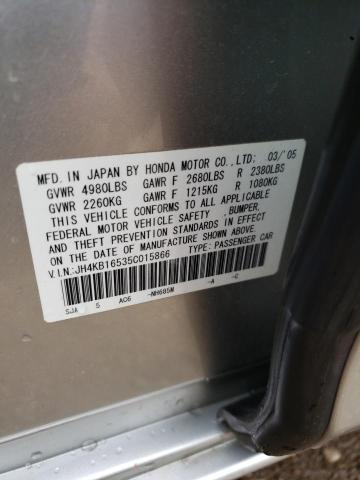 MFD. IN JAPAN BY HONDA MOTOR CO., LTD; 03/'05
GVWR 4980LBS GAWR F 2680LBS R 2380LBS
GVWR 2260KG GAWR F 1215KG R 1080KG
THIS VEHICLE CONFORMS TO ALL APPLICABLE
FEDERAL MOTOR VEHICLE SAFETY, BUMPER,
AND THEFT PREVENTION STANDARDS IN EFFECT
ON THE DATE OF MANUFACTURE SHOWN ABOVE.
V.I.N.:JH4KB16535C015866 TYPE: PASSENGER CAR
SJA 5 AC6 -NH685M -A -C